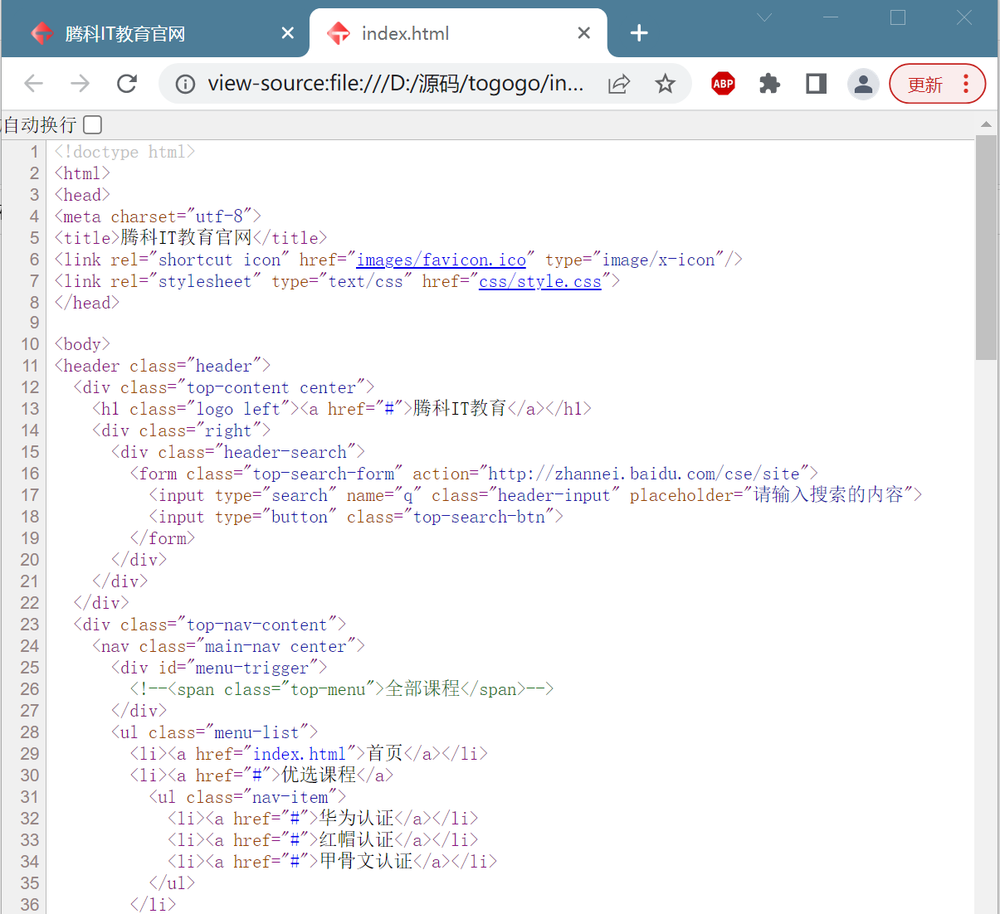 腾科IT教育官网
index.html
view-source:file:///D:/源码/togogo/in...
ABP
更新
自动换行
1 <!doctype html>
2 <html>
3 <head>
4 <meta charset="utf-8">
5 <title>腾科IT教育官网</title>
6 <link rel="shortcut icon" href="images/favicon.ico" type="image/x-icon"/>
7 <link rel="stylesheet" type="text/css" href="css/style.css">
8 </head>
9
10 <body>
11 <header class="header">
12   <div class="top-content center">
13     <h1 class="logo left"><a href="#">腾科IT教育</a></h1>
14     <div class="right">
15       <div class="header-search">
16         <form class="top-search-form" action="http://zhannei.baidu.com/cse/site">
17           <input type="search" name="q" class="header-input" placeholder="请输入搜索的内容">
18           <input type="button" class="top-search-btn">
19         </form>
20       </div>
21     </div>
22   </div>
23   <div class="top-nav-content">
24     <nav class="main-nav center">
25       <div id="menu-trigger">
26         <!--<span class="top-menu">全部课程</span>-->
27       </div>
28       <ul class="menu-list">
29         <li><a href="index.html">首页</a></li>
30         <li><a href="#">优选课程</a>
31           <ul class="nav-item">
32             <li><a href="#">华为认证</a></li>
33             <li><a href="#">红帽认证</a></li>
34             <li><a href="#">甲骨文认证</a></li>
35           </ul>
36         </li>